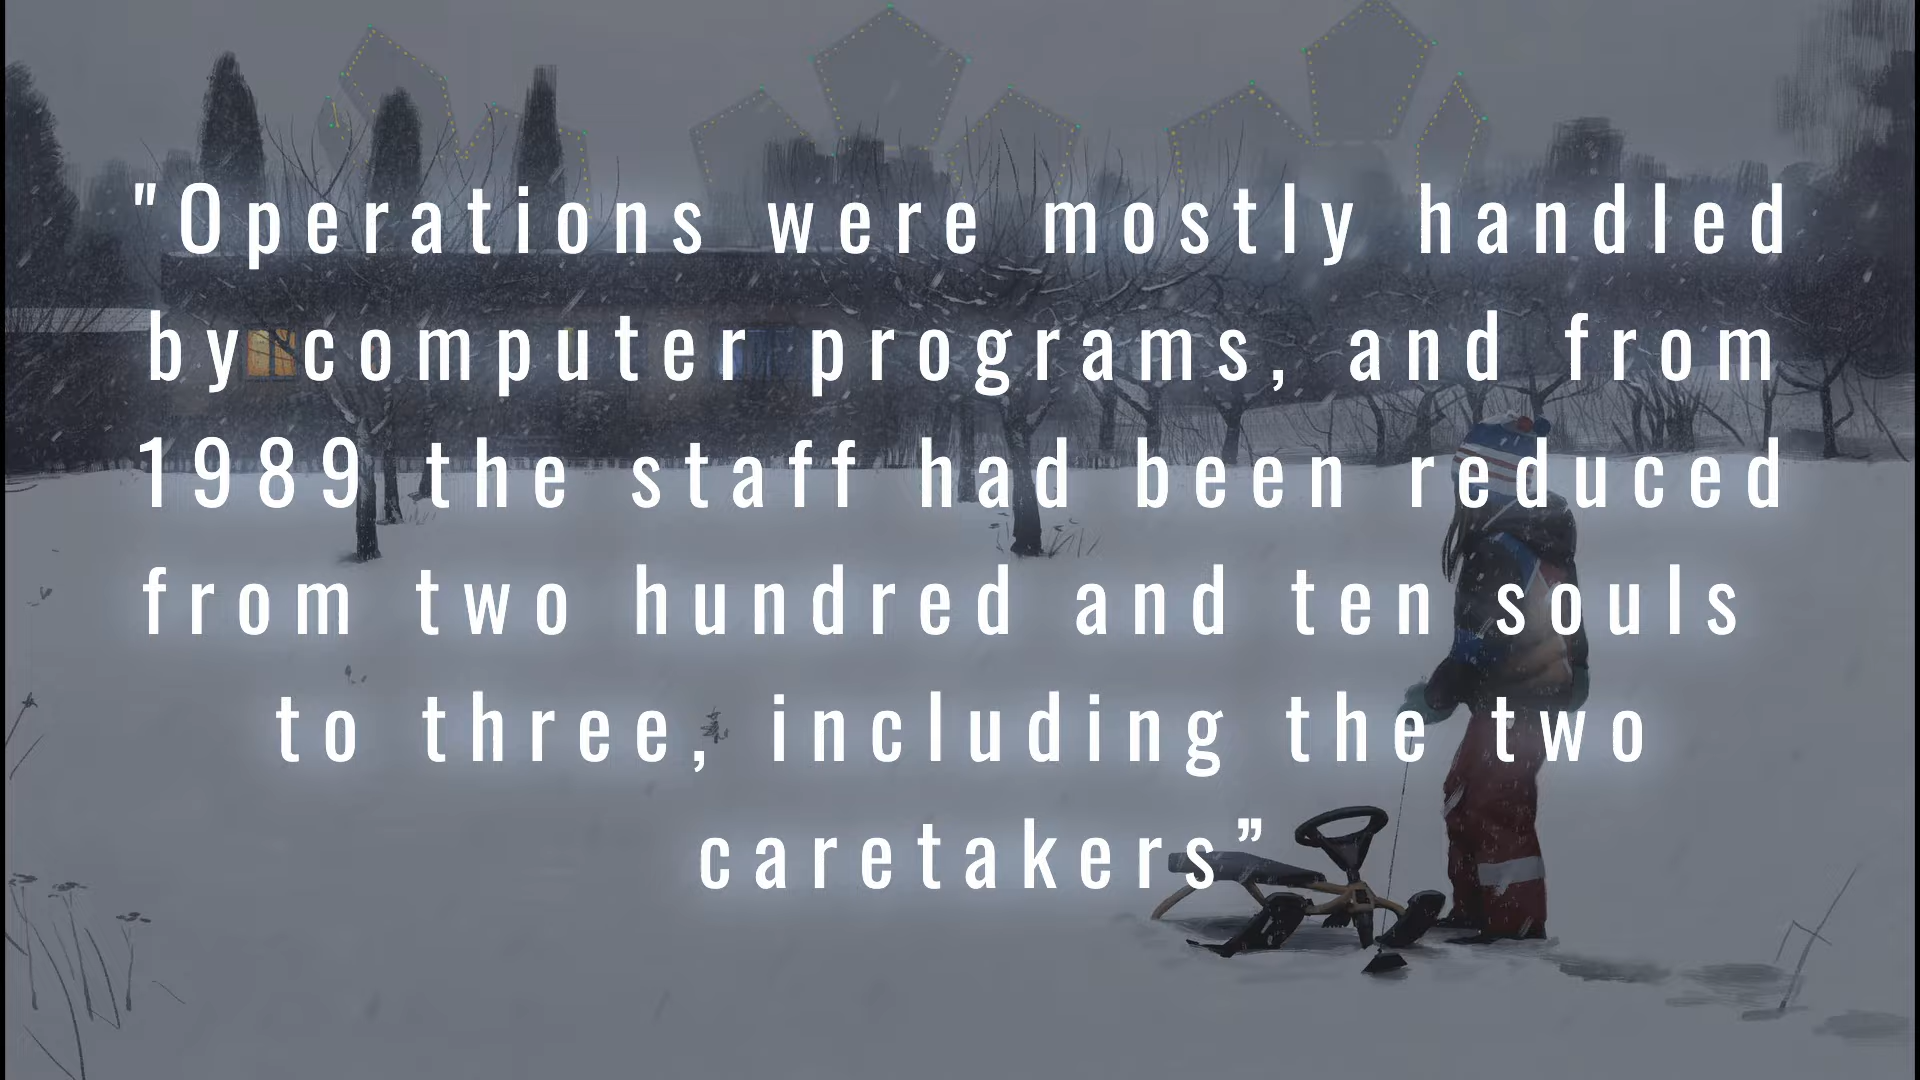 "Operations were mostly handled
by computer programs, and from
1989 the staff had been reduced
from two hundred and ten souls
to three, including the two
caretakers”